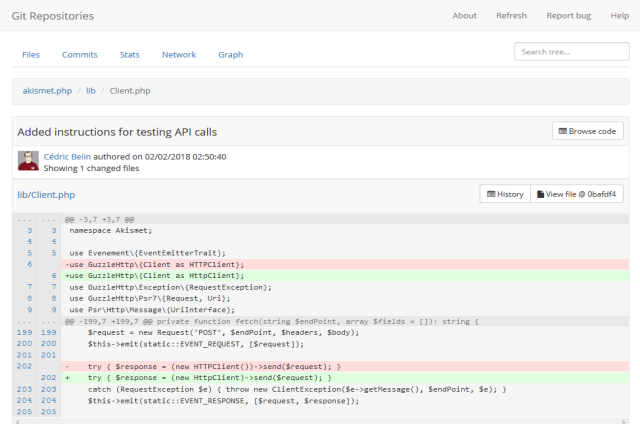 Git Repositories About Refresh Report bug Help
Files Commits Stats Network Graph Search tree...
akismet.php / lib / Client.php
Added instructions for testing API calls Browse code
Cédric Belin authored on 02/02/2018 02:50:40
Showing 1 changed files
lib/Client.php History View file @ 0bafdf4
... ... @@ -3,7 +3,7 @@
3 3 namespace Akismet;
4 4
5 5 use Evenement\{EventEmitterTrait};
6 -use GuzzleHttp\{Client as HTTPClient};
6 +use GuzzleHttp\{Client as HttpClient};
7 7 use GuzzleHttp\Exception\{RequestException};
8 8 use GuzzleHttp\Psr7\{Request, Uri};
9 9 use Psr\Http\Message\{UriInterface};
... ... @@ -199,7 +199,7 @@ private function fetch(string $endPoint, array $fields = []): string {
199 199 $request = new Request('POST', $endPoint, $headers, $body);
200 200 $this->emit(static::EVENT_REQUEST, [$request]);
201 201
202 - try { $response = (new HTTPClient())->send($request); }
202 + try { $response = (new HttpClient)->send($request); }
203 203 catch (RequestException $e) { throw new ClientException($e->getMessage(), $endPoint, $e); }
204 204 $this->emit(static::EVENT_RESPONSE, [$request, $response]);
205 205